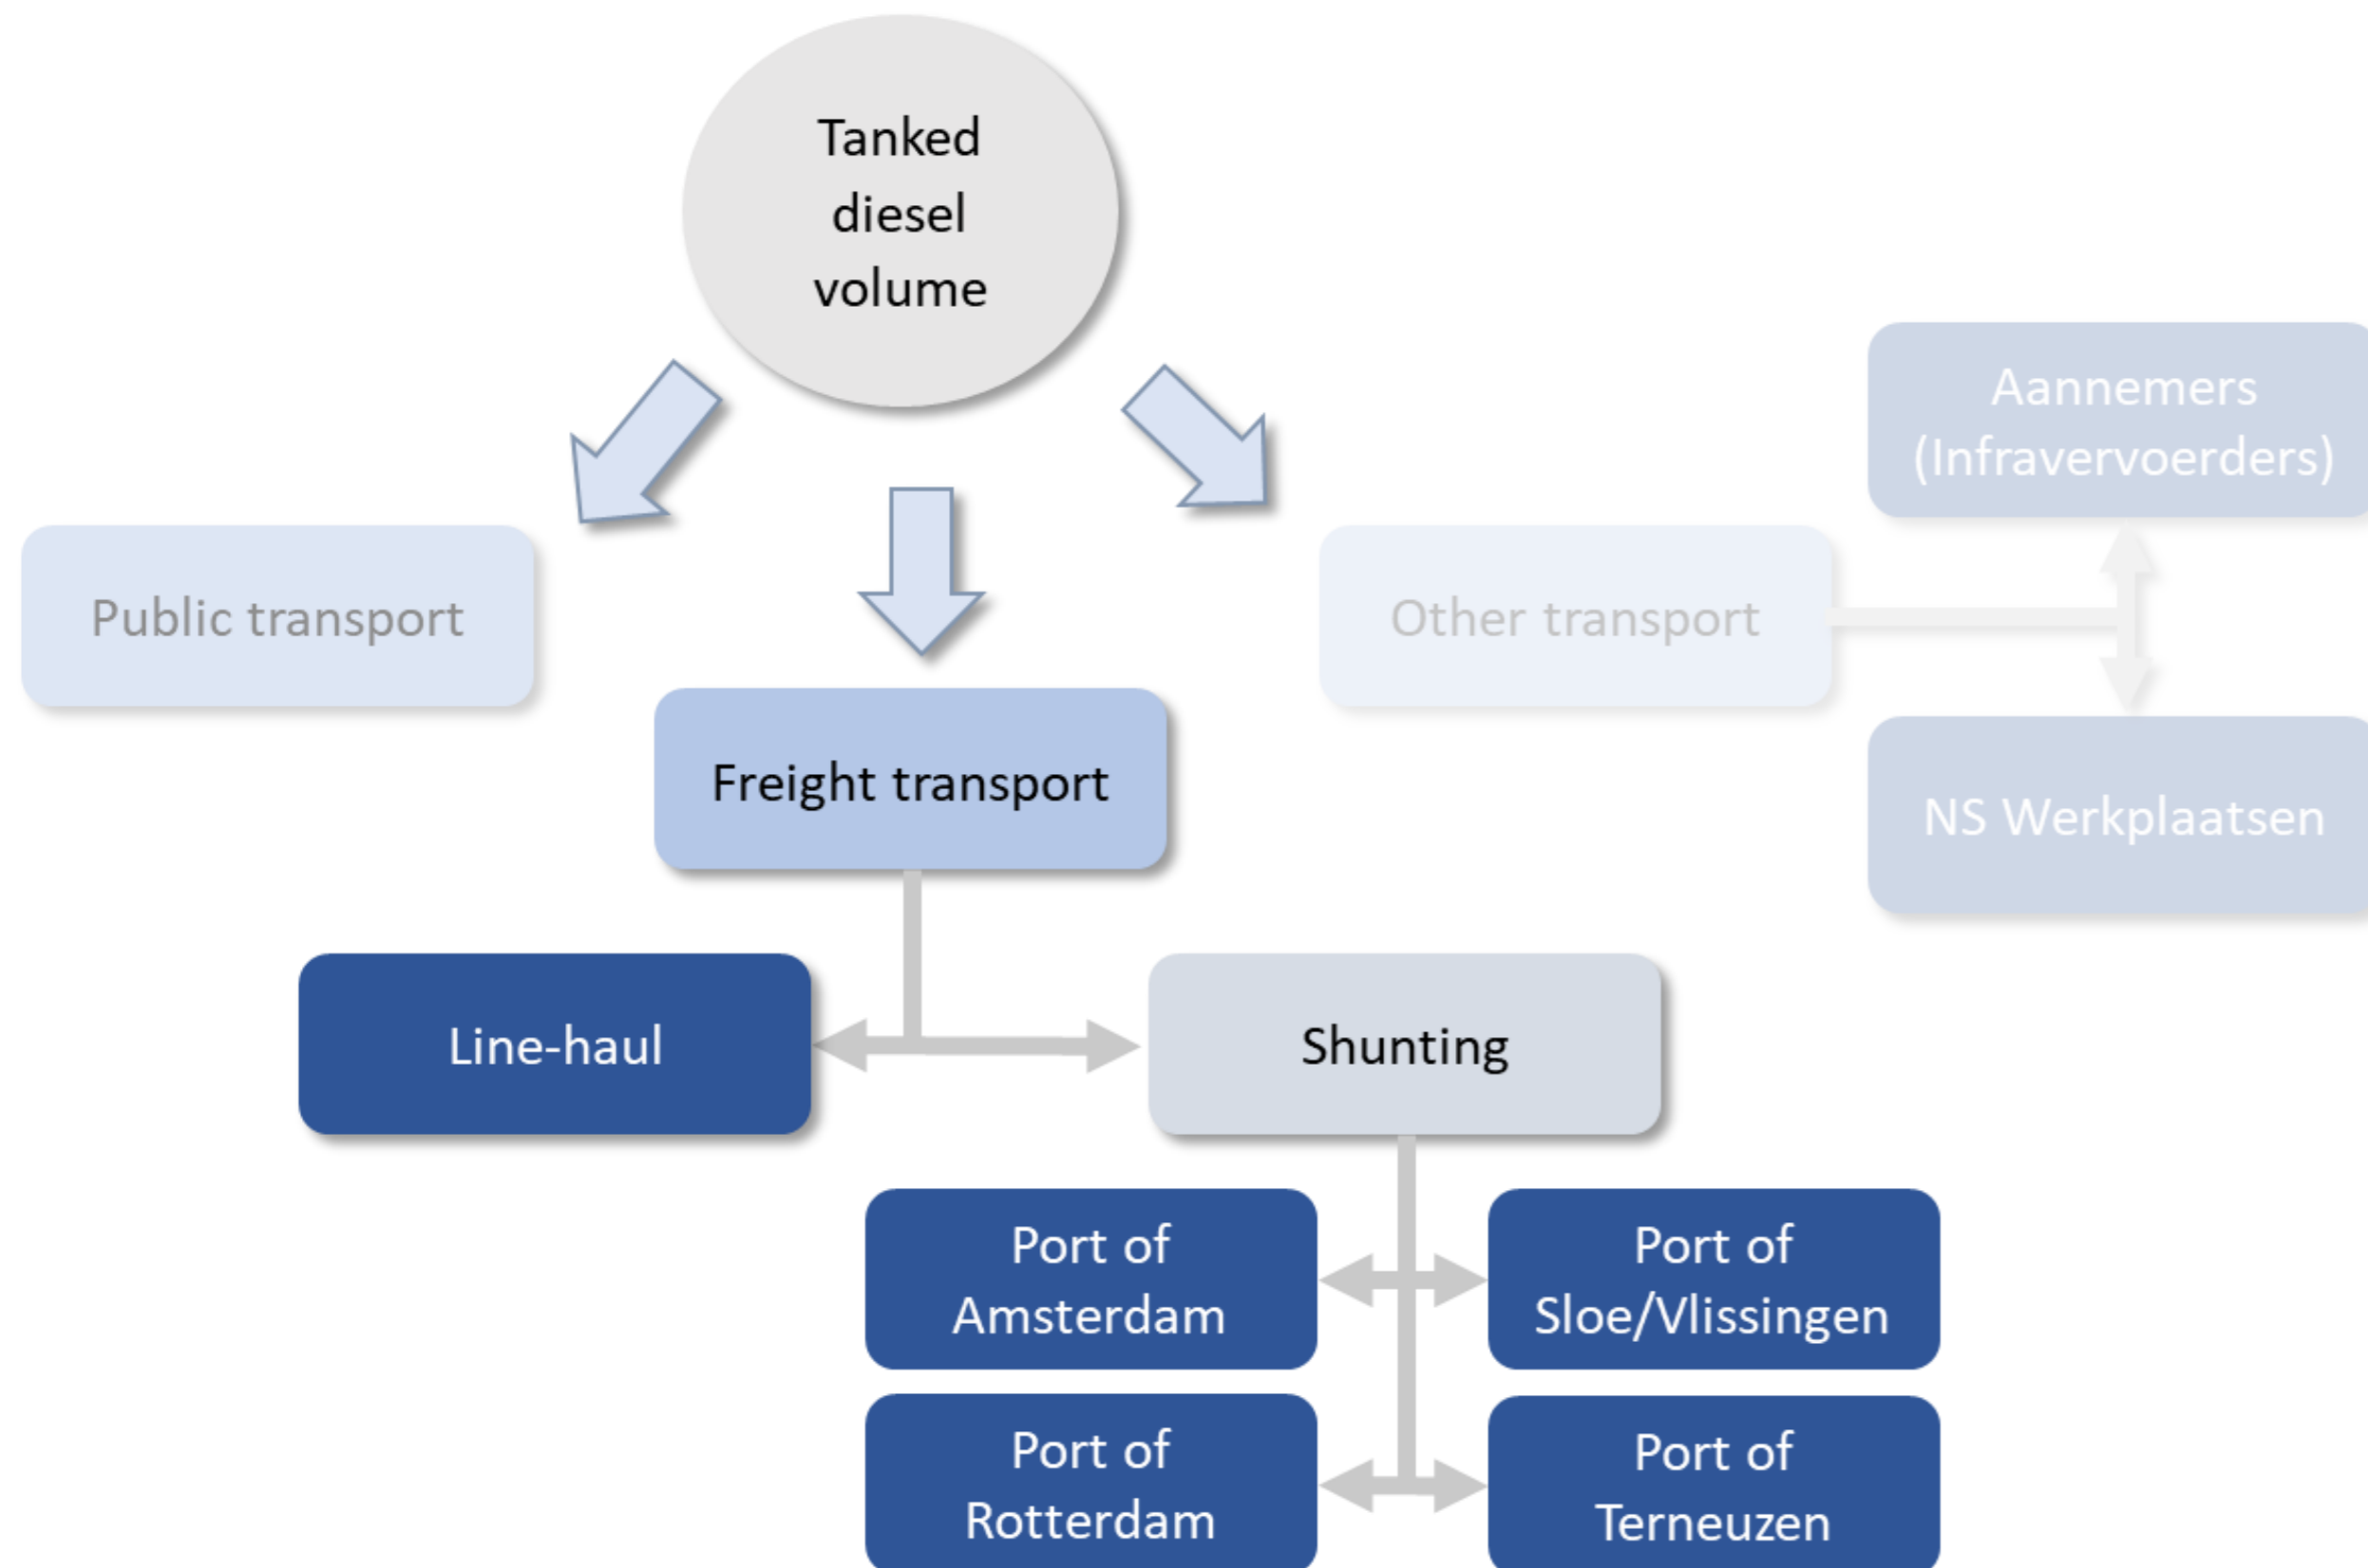 Tanked
diesel
volume
Aannemers
(Infravervoerders)
Public transport
Other transport
Freight transport
NS Werkplaatsen
Line-haul
Shunting
Port of
Amsterdam
Port of
Sloe/Vlissingen
Port of
Rotterdam
Port of
Terneuzen